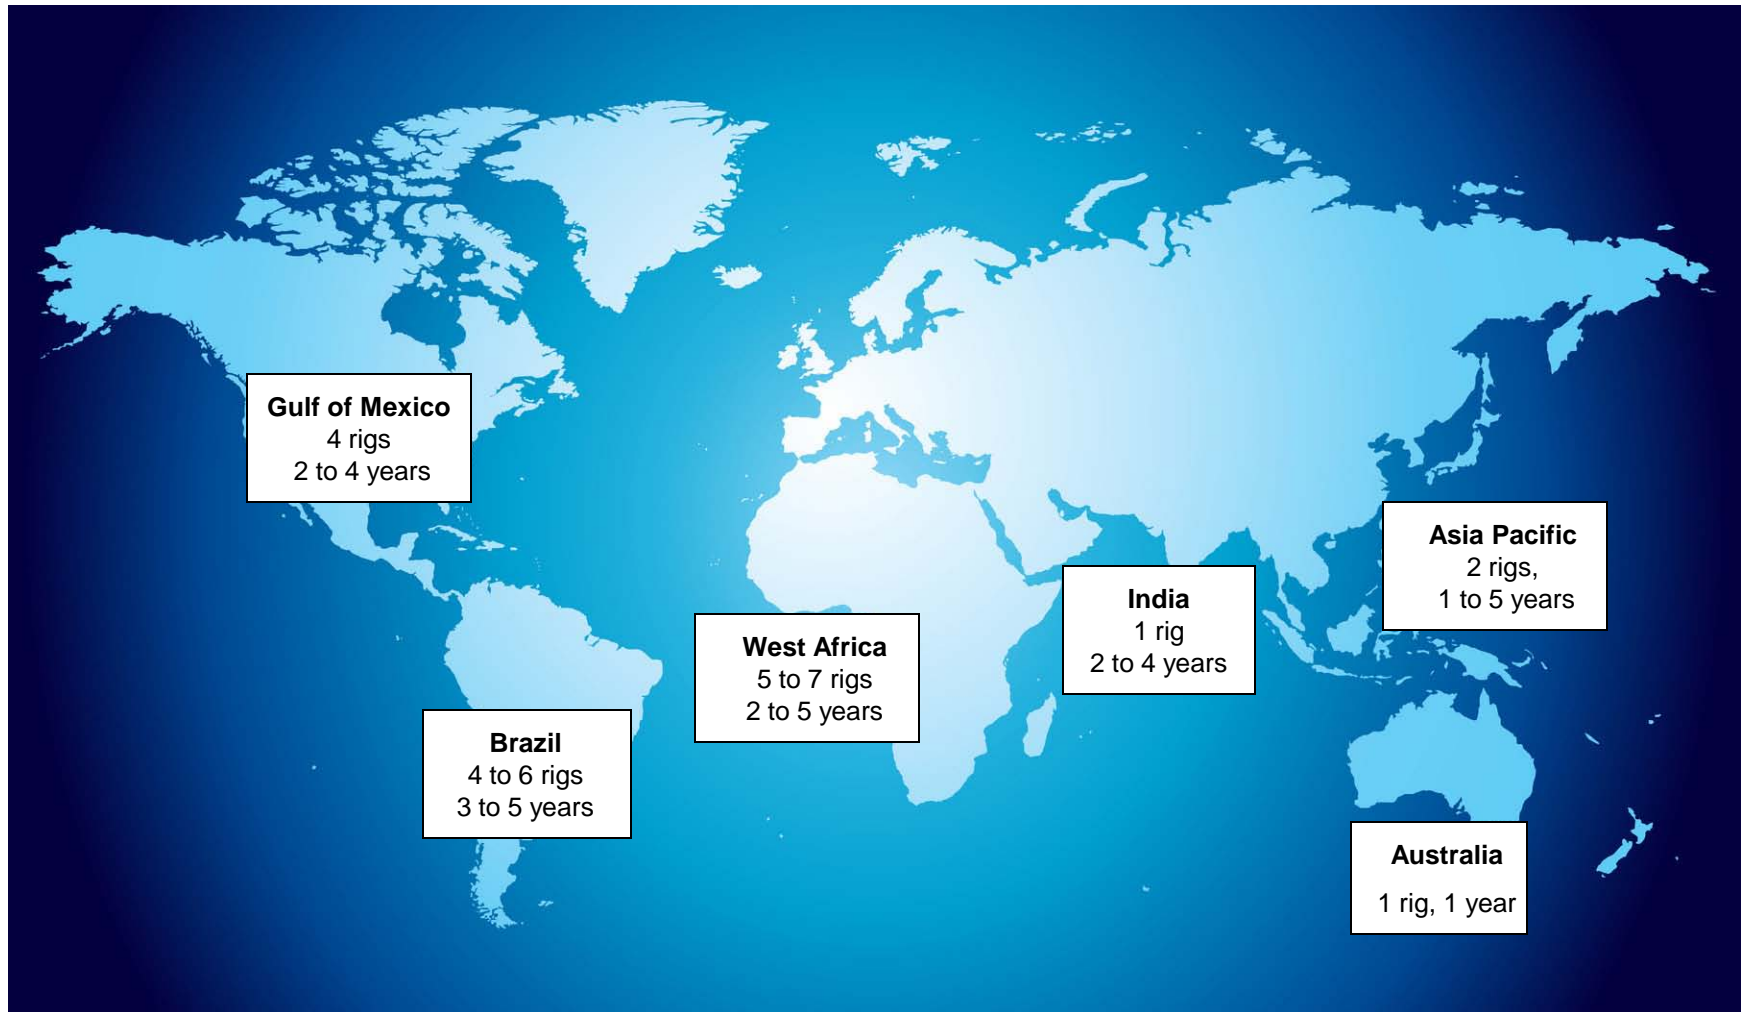 Gulf of Mexico
4 rigs
2 to 4 years
Asia Pacific
2 rigs,
1 to 5 years
India
1 rig
2 to 4 years
West Africa
5 to 7 rigs
2 to 5 years
Brazil
4 to 6 rigs
3 to 5 years
Australia
1 rig, 1 year